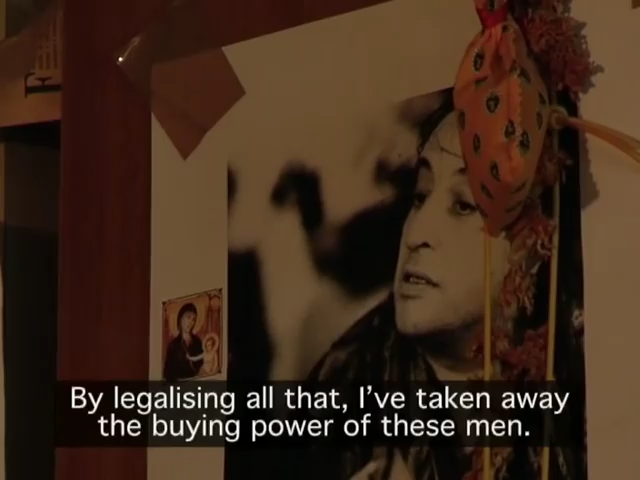 By legalising all that, I've taken away
the buying power of these men.